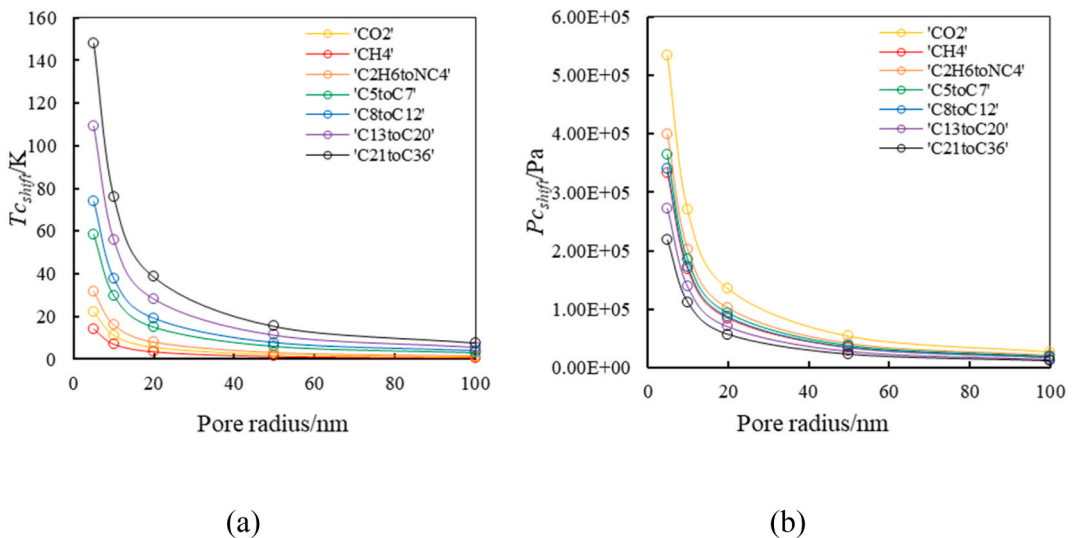 160
140
120
100
80
60
40
20
0
Tc_shift/K
'CO2'
'CH4'
'C2H6toNC4'
'C5toC7'
'C8toC12'
'C13toC20'
'C21toC36'
0 20 40 60 80 100
Pore radius/nm
(a)
6.00E+05
5.00E+05
4.00E+05
3.00E+05
2.00E+05
1.00E+05
0.00E+00
Pc_shift/Pa
'CO2'
'CH4'
'C2H6toNC4'
'C5toC7'
'C8toC12'
'C13toC20'
'C21toC36'
0 20 40 60 80 100
Pore radius/nm
(b)